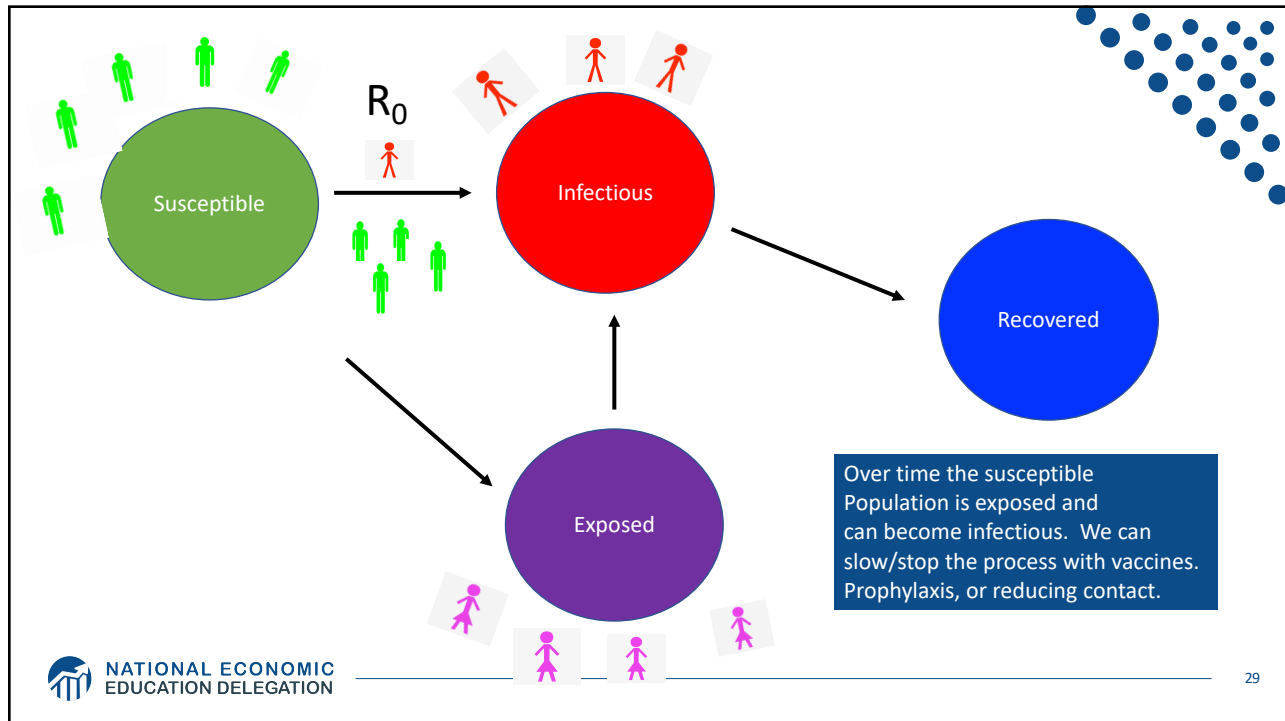 R₀
Susceptible
Infectious
Recovered
Exposed
Over time the susceptible
Population is exposed and
can become infectious.  We can
slow/stop the process with vaccines.
Prophylaxis, or reducing contact.
NATIONAL ECONOMIC
EDUCATION DELEGATION
29